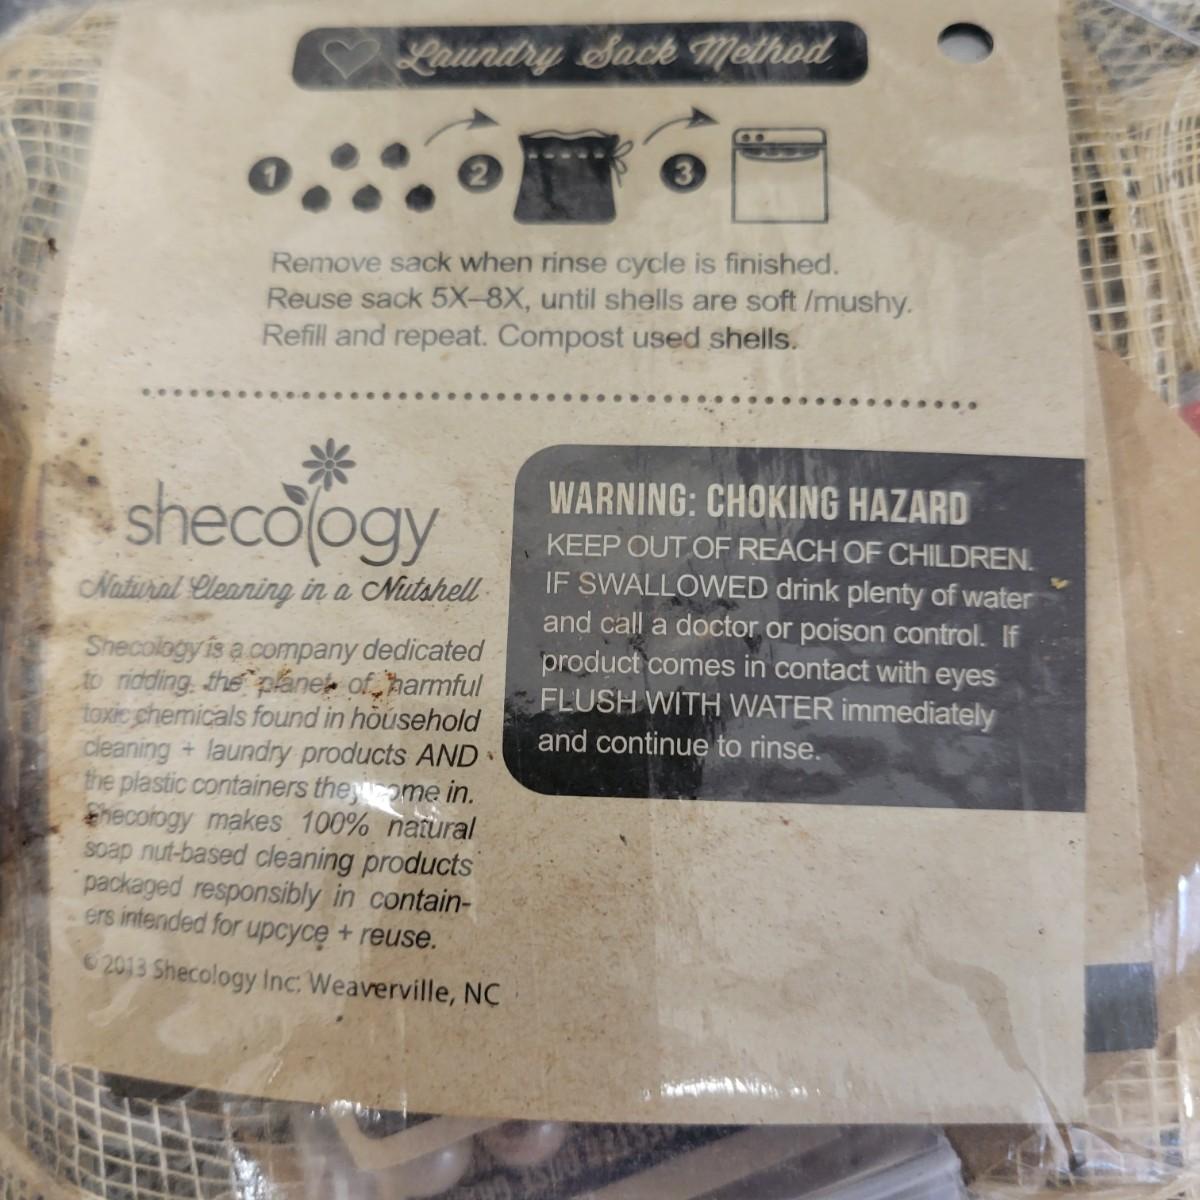 Laundry Sack Method
1 2 3
Remove sack when rinse cycle is finished.
Reuse sack 5X–8X, until shells are soft /mushy.
Refill and repeat. Compost used shells.
shecology
Natural Cleaning in a Nutshell
Shecology is a company dedicated
to ridding the planet of harmful
toxic chemicals found in household
cleaning + laundry products AND
the plastic containers they come in.
Shecology makes 100% natural
soap nut-based cleaning products
packaged responsibly in contain-
ers intended for upcyce + reuse.
© 2013 Shecology Inc. Weaverville, NC
WARNING: CHOKING HAZARD
KEEP OUT OF REACH OF CHILDREN.
IF SWALLOWED drink plenty of water
and call a doctor or poison control. If
product comes in contact with eyes
FLUSH WITH WATER immediately
and continue to rinse.